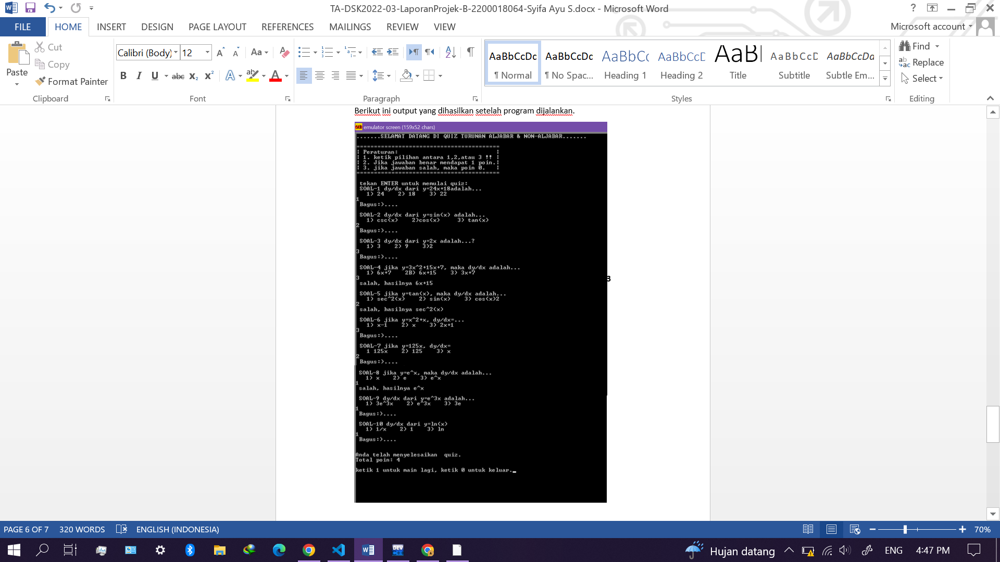 TA-DSK2022-03-LaporanProjek-B-2200018064-Syifa Ayu S.docx - Microsoft Word
FILE HOME INSERT DESIGN PAGE LAYOUT REFERENCES MAILINGS REVIEW VIEW
Microsoft account
Paste
Cut
Copy
Format Painter
Clipboard
Calibri (Body) 12
Font
Paragraph
AaBbCcDc AaBbCcDc AaBbC AaBbCcD AaB AaBbCcD AaBbCcDa
¶ Normal ¶ No Spac... Heading 1 Heading 2 Title Subtitle Subtle Em...
Styles
Find
Replace
Select
Editing
Berikut ini output yang dihasilkan setelah program dijalankan.
emulator screen (159x52 chars)
.......SELAMAT DATANG DI QUIZ TURUNAN ALJABAR & NON-ALJABAR.......
=========================================
| Peraturan: |
| 1. ketik pilihan antara 1,2,atau 3 !! |
| 2. Jika jawaban benar mendapat 1 poin.|
| 3. jika jawaban salah, maka poin 0. |
=========================================
tekan ENTER untuk memulai quiz:
SOAL-1 dy/dx dari y=24x+18adalah...
1) 24 2) 18 3) 22
1
Bagus:)....
SOAL-2 dy/dx dari y=sin(x) adalah...
1) csc(x) 2)cos(x) 3) tan(x)
2
Bagus:)....
SOAL-3 dy/dx dari y=2x adalah...?
1) 3 2) 9 3)2
3
Bagus:)....
SOAL-4 jika y=3x^2+15x+7, maka dy/dx adalah...
1) 6x+7 2B) 6x+15 3) 3x+7
3
salah, hasilnya 6x+15
SOAL-5 jika y=tan(x), maka dy/dx adalah...
1) sec^2(x) 2) sin(x) 3) cos(x)2
2
salah, hasilnya sec^2(x)
SOAL-6 jika y=x^2+x, dy/dx=...
1) x-1 2) x 3) 2x+1
3
Bagus:)....
SOAL-7 jika y=125x, dy/dx=
1 125x 2) 125 3) x
2
Bagus:)....
SOAL-8 jika y=e^x, maka dy/dx adalah...
1) x 2) e 3) e^x
1
salah, hasilnya e^x
SOAL-9 dy/dx dari y=e^3x adalah...
1) 3e^3x 2) e^3x 3) 3e
1
Bagus:)....
SOAL-10 dy/dx dari y=ln(x)
1) 1/x 2) 1 3) ln
1
Bagus:)....
Anda telah menyelesaikan quiz.
Total poin: 4
ketik 1 untuk main lagi, ketik 0 untuk keluar._
3
PAGE 6 OF 7 320 WORDS ENGLISH (INDONESIA)
70%
Hujan datang
ENG
4:47 PM